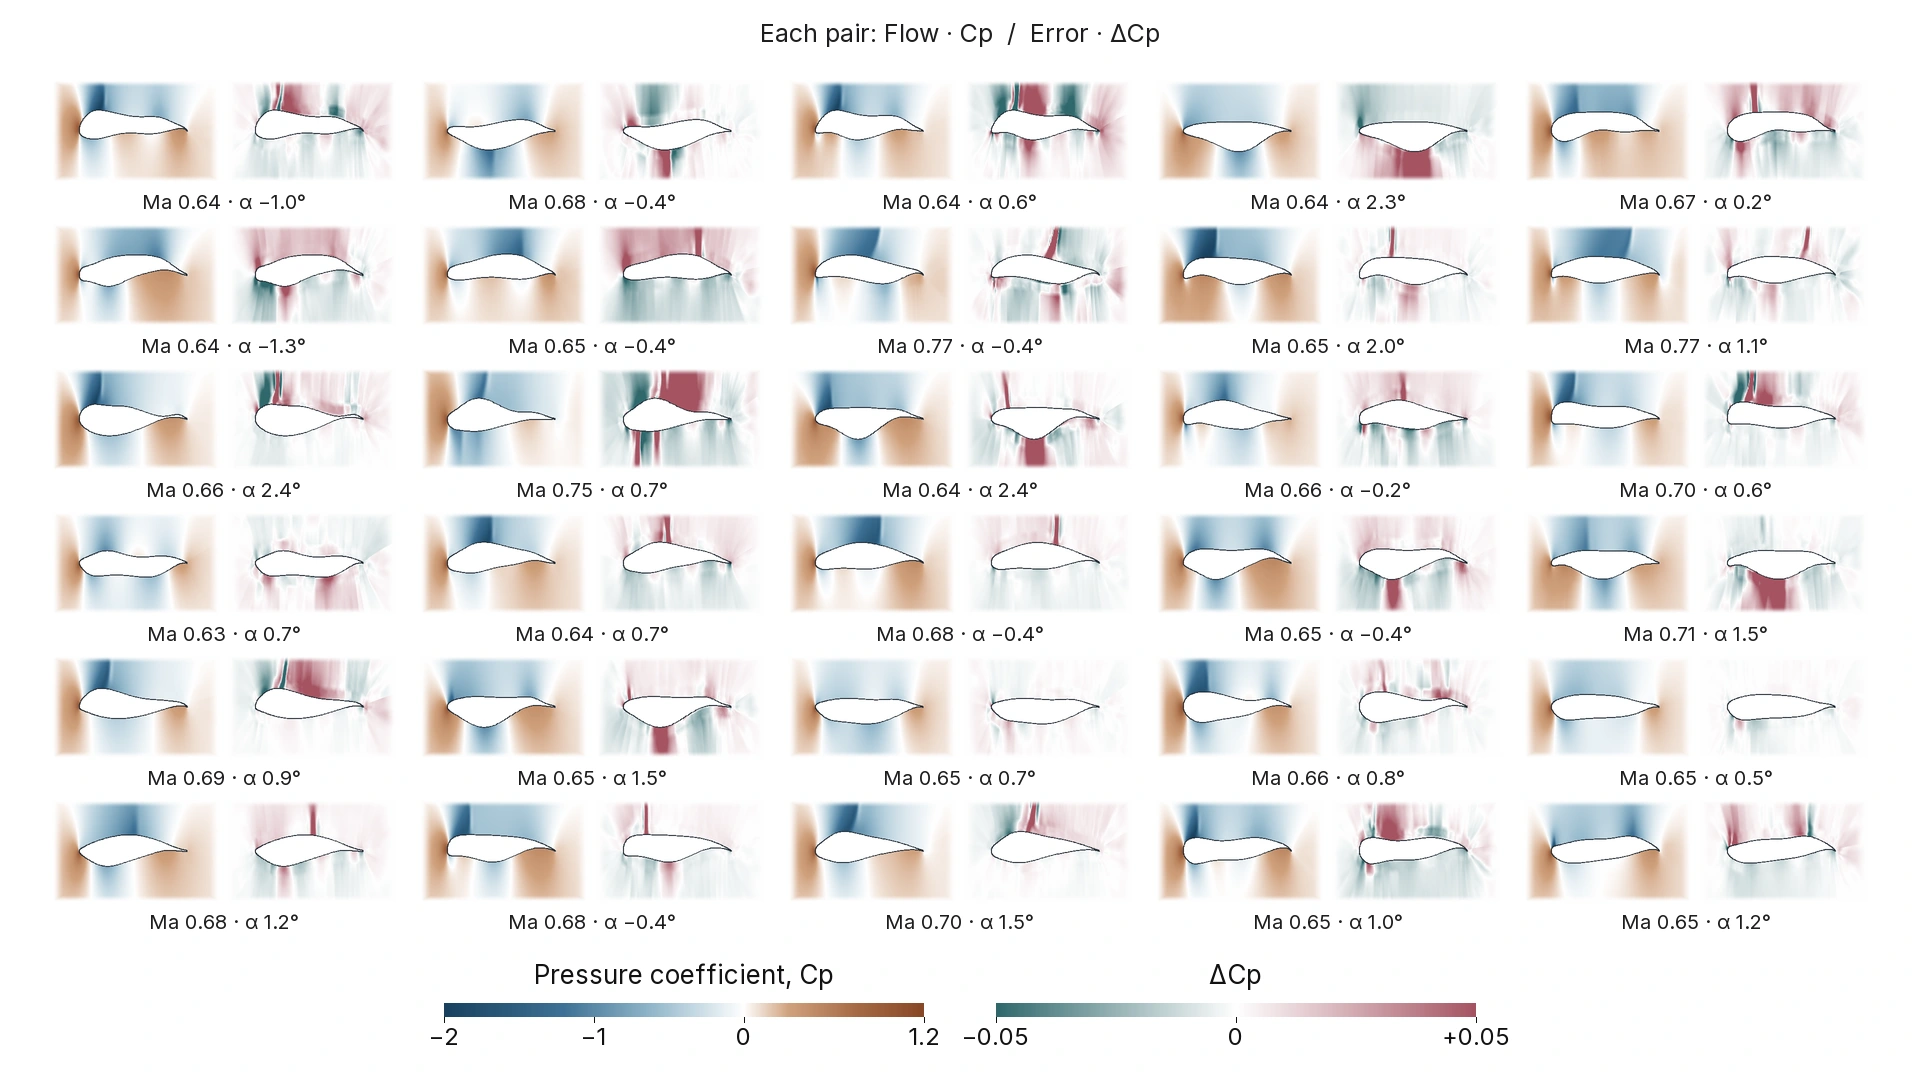 Each pair: Flow · Cp / Error · ΔCp
Ma 0.64 · α −1.0°
Ma 0.68 · α −0.4°
Ma 0.64 · α 0.6°
Ma 0.64 · α 2.3°
Ma 0.67 · α 0.2°
Ma 0.64 · α −1.3°
Ma 0.65 · α −0.4°
Ma 0.77 · α −0.4°
Ma 0.65 · α 2.0°
Ma 0.77 · α 1.1°
Ma 0.66 · α 2.4°
Ma 0.75 · α 0.7°
Ma 0.64 · α 2.4°
Ma 0.66 · α −0.2°
Ma 0.70 · α 0.6°
Ma 0.63 · α 0.7°
Ma 0.64 · α 0.7°
Ma 0.68 · α −0.4°
Ma 0.65 · α −0.4°
Ma 0.71 · α 1.5°
Ma 0.69 · α 0.9°
Ma 0.65 · α 1.5°
Ma 0.65 · α 0.7°
Ma 0.66 · α 0.8°
Ma 0.65 · α 0.5°
Ma 0.68 · α 1.2°
Ma 0.68 · α −0.4°
Ma 0.70 · α 1.5°
Ma 0.65 · α 1.0°
Ma 0.65 · α 1.2°
Pressure coefficient, Cp
−2 −1 0 1.2
ΔCp
−0.05 0 +0.05